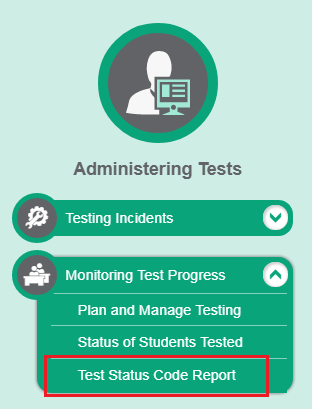 Administering Tests
Testing Incidents
Monitoring Test Progress
Plan and Manage Testing
Status of Students Tested
Test Status Code Report